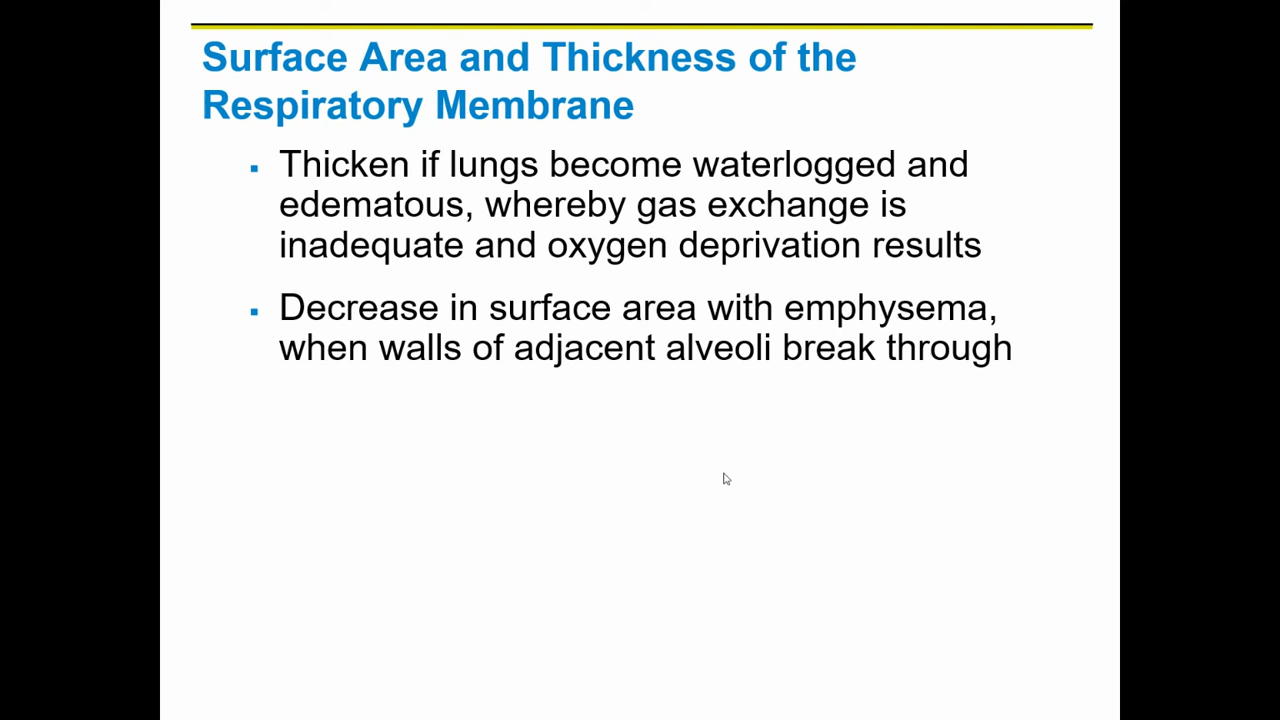 Surface Area and Thickness of the
Respiratory Membrane
Thicken if lungs become waterlogged and
edematous, whereby gas exchange is
inadequate and oxygen deprivation results
Decrease in surface area with emphysema,
when walls of adjacent alveoli break through